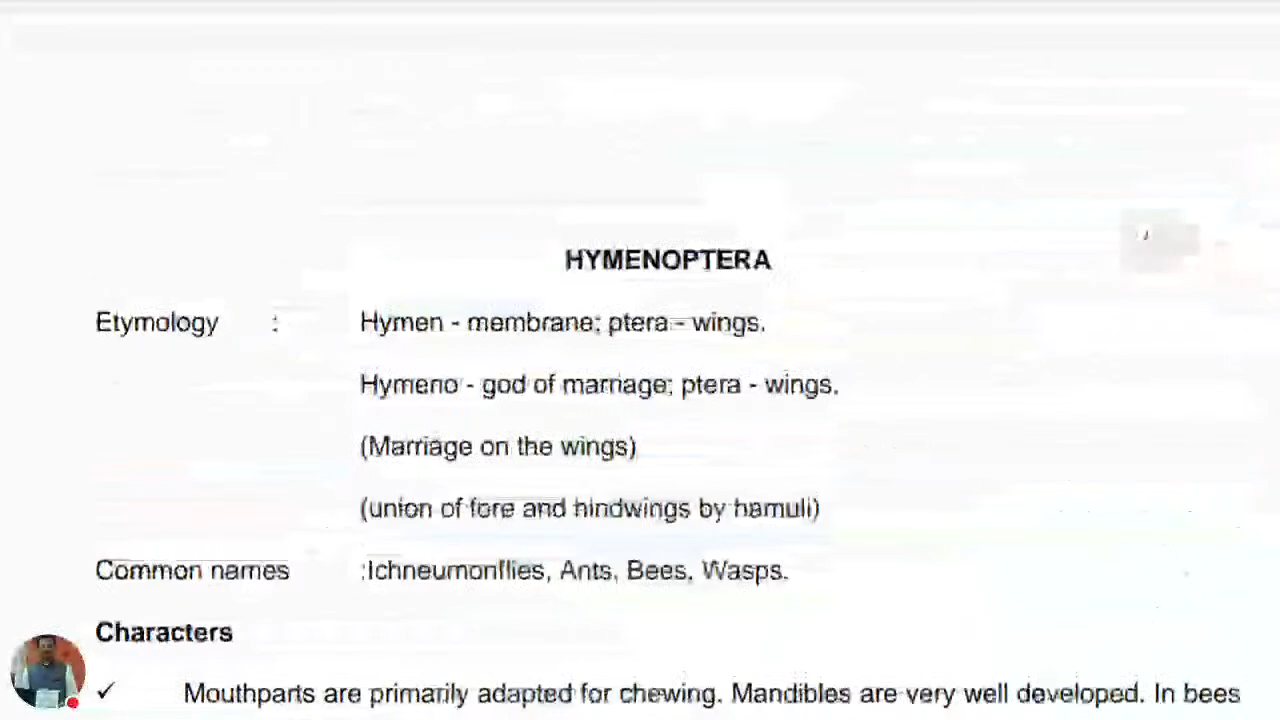 HYMENOPTERA
Etymology : Hymen - membrane; ptera - wings.
Hymeno - god of marriage; ptera - wings.
(Marriage on the wings)
(union of fore and hindwings by hamuli)
Common names :Ichneumonflies, Ants, Bees, Wasps.
Characters
✓ Mouthparts are primarily adapted for chewing. Mandibles are very well developed. In bees